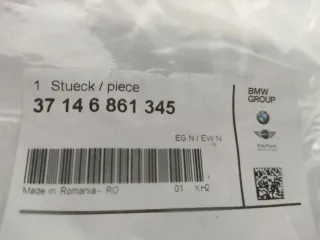 1 Stueck / piece
37 14 6 861 345
BMW
GROUP
EG N / EW N
Made in Romania - RO
01 XH2